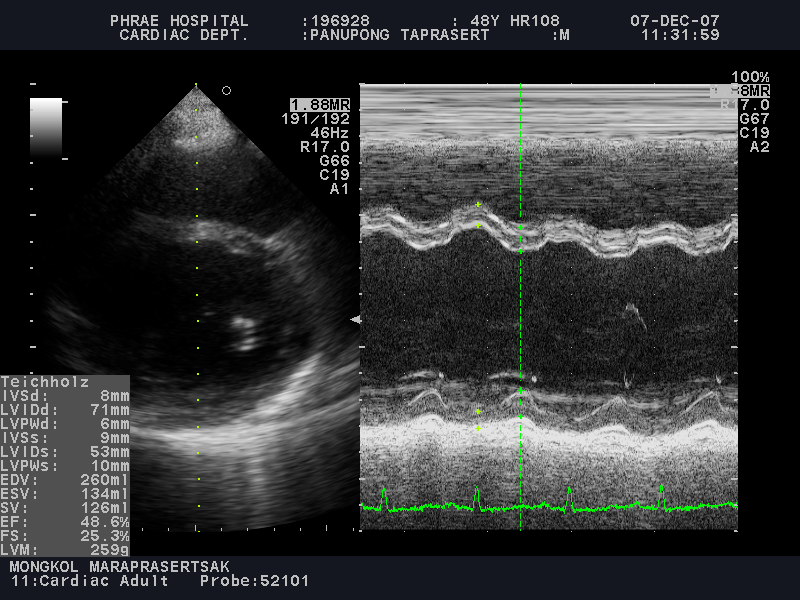 PHRAE HOSPITAL :196928 : 48Y HR108 07-DEC-07
CARDIAC DEPT. :PANUPONG TAPRASERT :M 11:31:59
1.88MR
191/192
46Hz
R17.0
G66
C19
A1
100%
8MR
R17.0
G67
C19
A2
Teichholz
IVSd: 8mm
LVIDd: 71mm
LVPWd: 6mm
IVSs: 9mm
LVIDs: 53mm
LVPWs: 10mm
EDV: 260ml
ESV: 134ml
SV: 126ml
EF: 48.6%
FS: 25.3%
LVM: 259g
MONGKOL MARAPRASERTSAK
11:Cardiac Adult Probe:52101